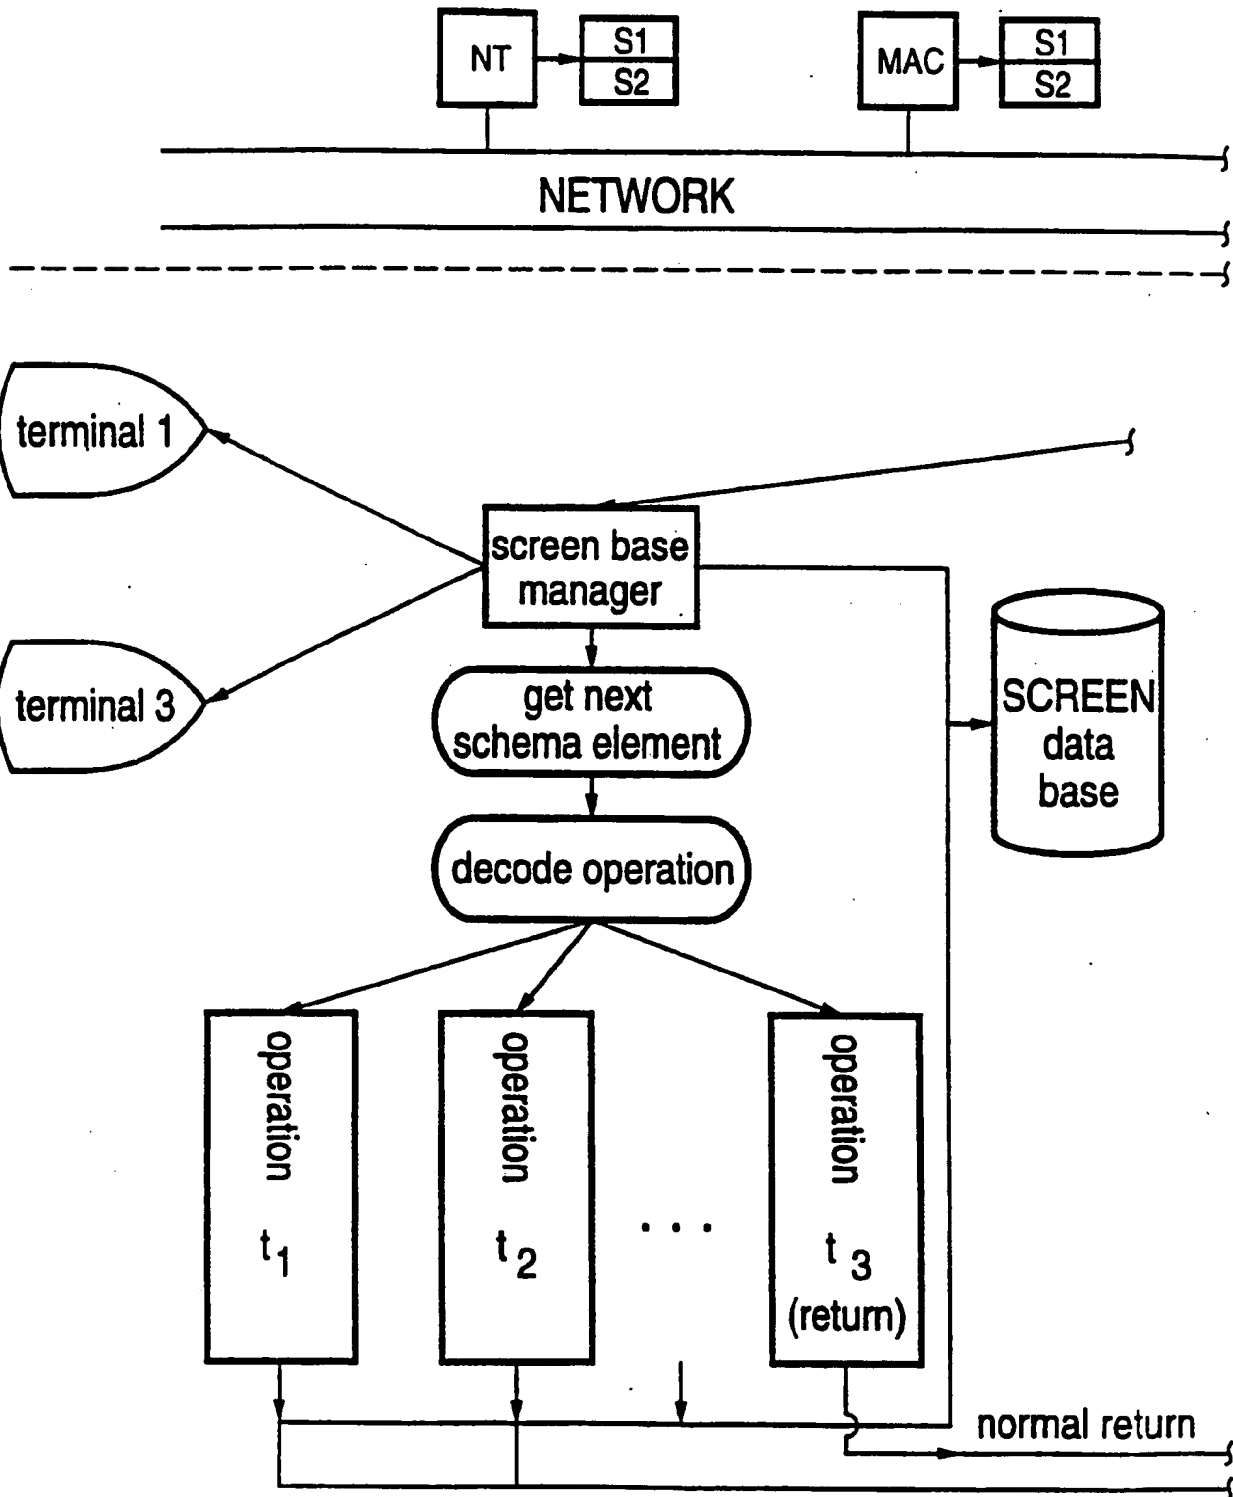 NT
S1
S2
MAC
S1
S2
NETWORK
terminal 1
screen base
manager
terminal 3
get next
schema element
SCREEN
data
base
decode operation
operation
t1
operation
t2
. . .
operation
t3
(return)
normal return